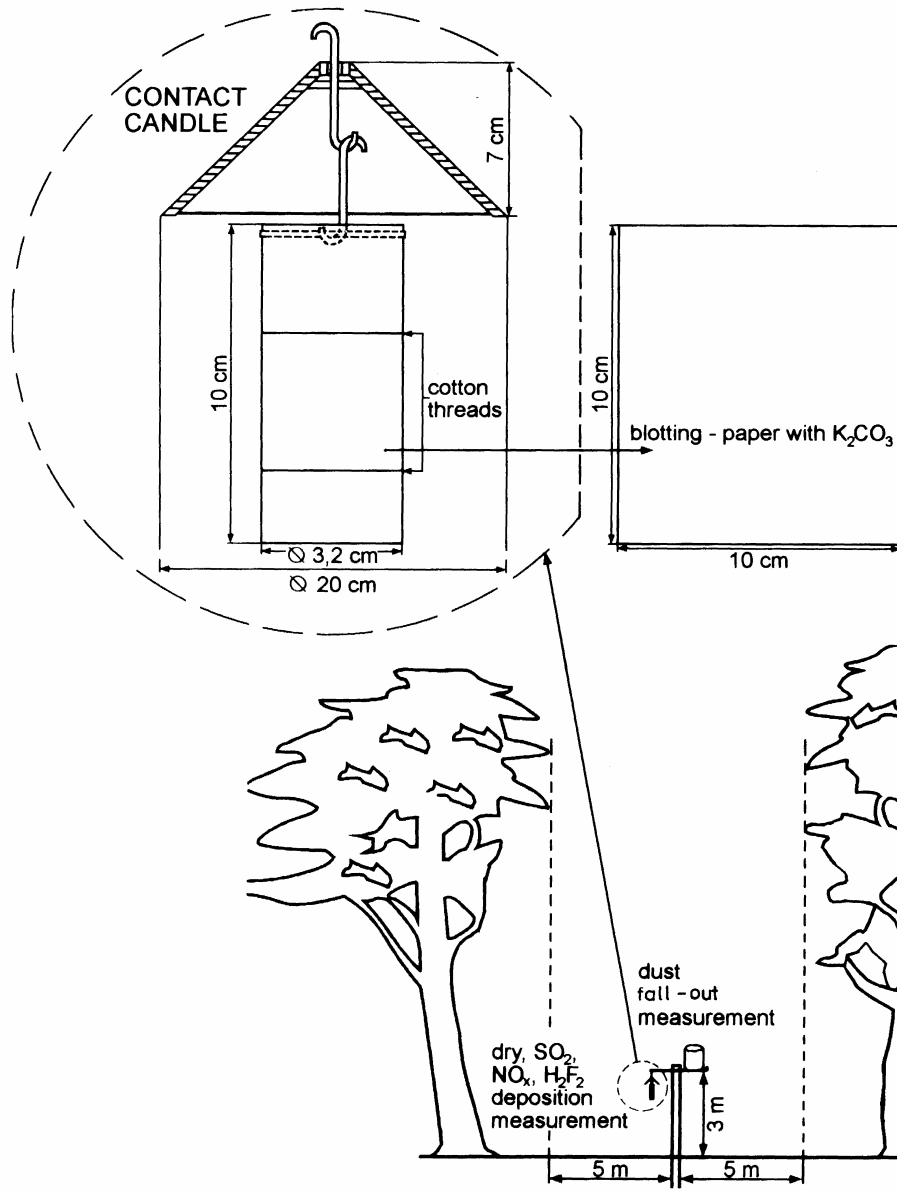 CONTACT
CANDLE
7 cm
10 cm
cotton
threads
10 cm
blotting - paper with K₂CO₃
∅ 3,2 cm
∅ 20 cm
10 cm
dust
fall-out
measurement
dry, SO₂,
NOₓ, H₂F₂
deposition
measurement
3 m
5 m
5 m